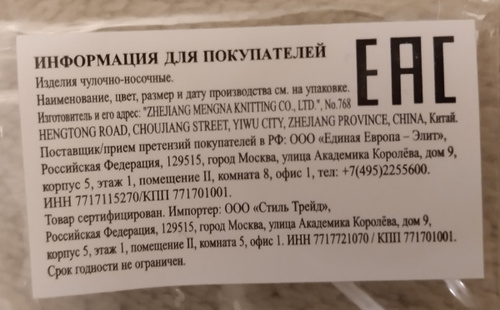 ИНФОРМАЦИЯ ДЛЯ ПОКУПАТЕЛЕЙ
EAC
Изделия чулочно-носочные.
Наименование, цвет, размер и дату производства см. на упаковке.
Изготовитель и его адрес: "ZHEJIANG MENGNA KNITTING CO., LTD.", No.768
HENGTONG ROAD, CHOUJIANG STREET, YIWU CITY, ZHEJIANG PROVINCE, CHINA, Китай.
Поставщик/прием претензий покупателей в РФ: ООО «Единая Европа – Элит»,
Российская Федерация, 129515, город Москва, улица Академика Королёва, дом 9,
корпус 5, этаж 1, помещение II, комната 8, офис 1, тел: +7(495)2255600.
ИНН 7717115270/КПП 771701001.
Товар сертифицирован. Импортер: ООО «Стиль Трейд»,
Российская Федерация, 129515, город Москва, улица Академика Королёва, дом 9,
корпус 5, этаж 1, помещение II, комната 5, офис 1. ИНН 7717721070 / КПП 771701001.
Срок годности не ограничен.